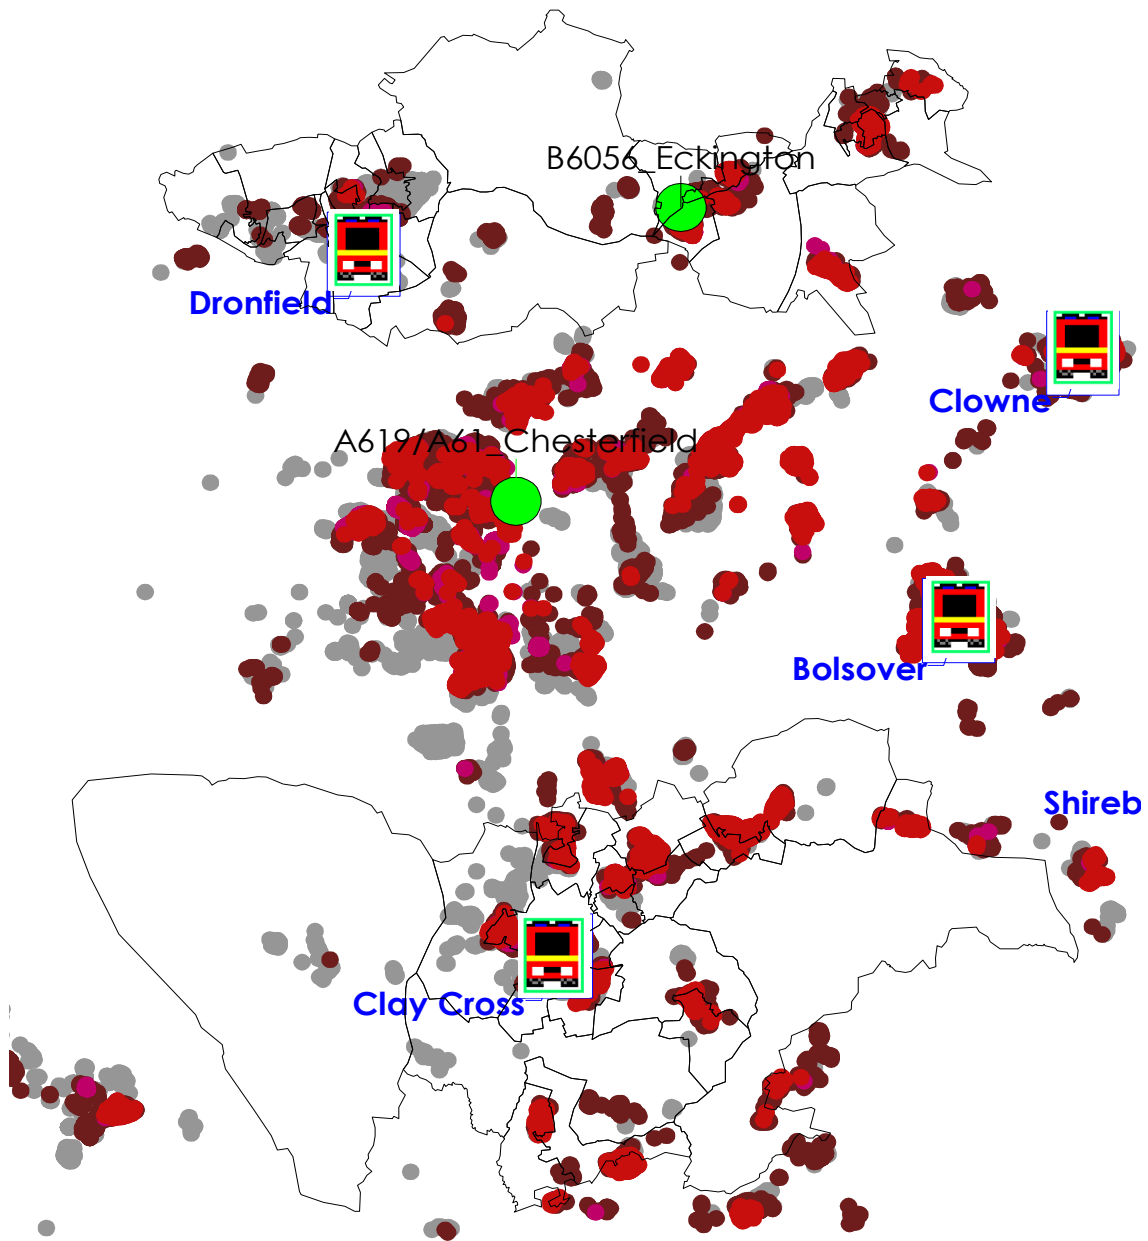 B6056_Eckington
Dronfield
Clowne
A619/A61_Chesterfield
Bolsover
Shireb
Clay Cross